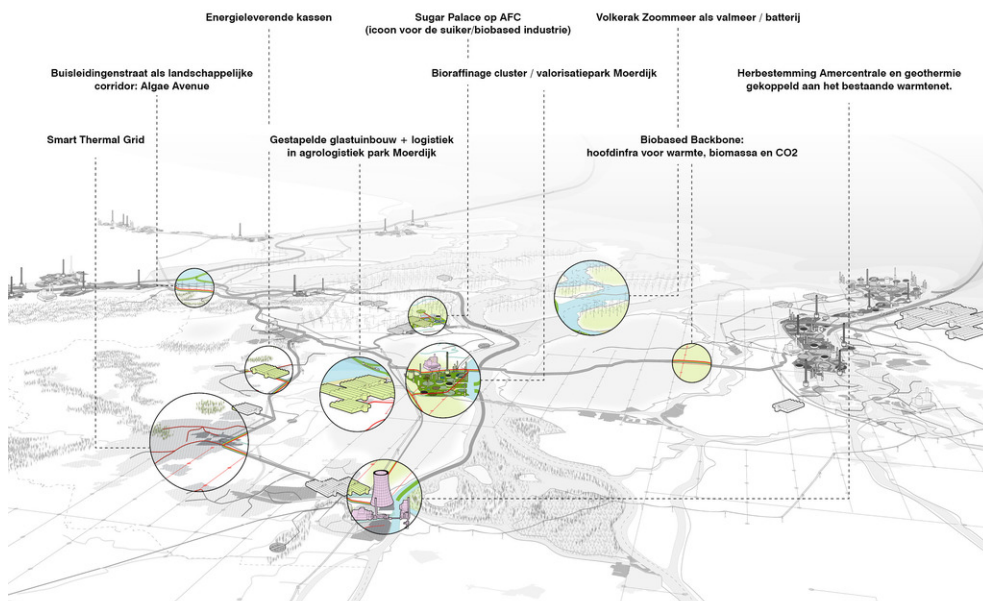 Energieleverende kassen
Sugar Palace op AFC
(icoon voor de suiker/biobased industrie)
Volkerak Zoommeer als valmeer / batterij
Buisleidingenstraat als landschappelijke
corridor: Algae Avenue
Bioraffinage cluster / valorisatiepark Moerdijk
Herbestemming Amercentrale en geothermie
gekoppeld aan het bestaande warmtenet.
Smart Thermal Grid
Gestapelde glastuinbouw + logistiek
in agrologistiek park Moerdijk
Biobased Backbone:
hoofdinfra voor warmte, biomassa en CO2